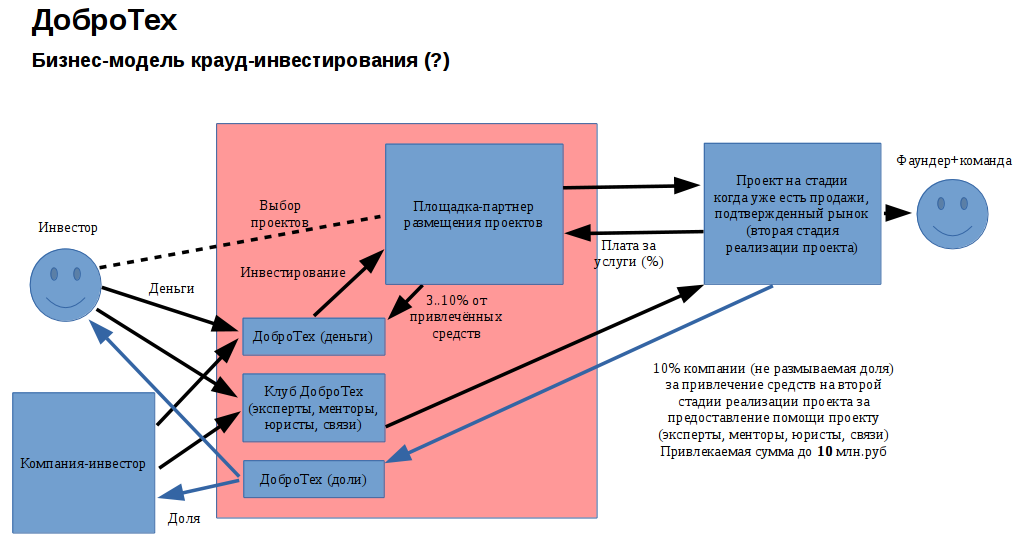 ДоброТех
Бизнес-модель крауд-инвестирования (?)
Инвестор
Выбор
проектов
Площадка-партнер
размещения проектов
Проект на стадии
когда уже есть продажи,
подтвержденный рынок
(вторая стадия
реализации проекта)
Фаундер+команда
Плата за
услуги (%)
Инвестирование
Деньги
3..10% от
привлечённых
средств
ДоброТех (деньги)
Клуб ДоброТех
(эксперты, менторы,
юристы, связи)
ДоброТех (доли)
Компания-инвестор
Доля
10% компании (не размываемая доля)
за привлечение средств на второй
стадии реализации проекта за
предоставление помощи проекту
(эксперты, менторы, юристы, связи)
Привлекаемая сумма до 10 млн.руб